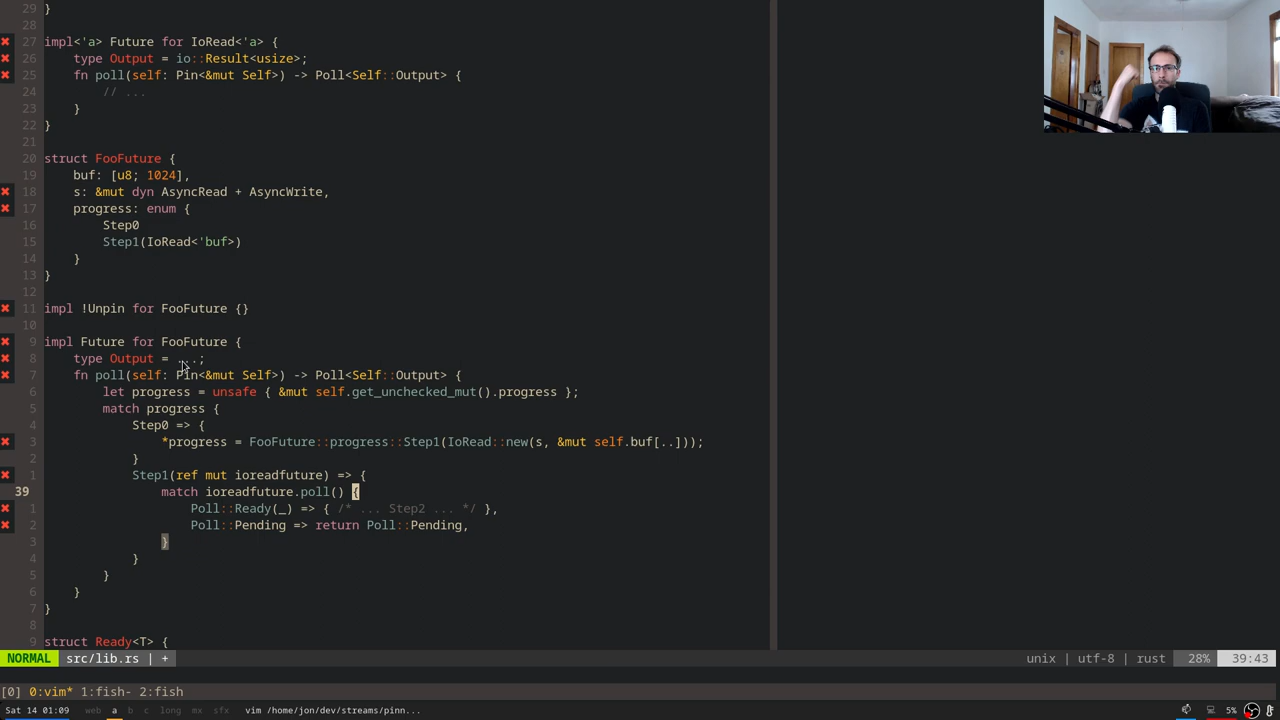 29 }
28
27 impl<'a> Future for IoRead<'a> {
26     type Output = io::Result<usize>;
25     fn poll(self: Pin<&mut Self>) -> Poll<Self::Output> {
24         // ...
23     }
22 }
21
20 struct FooFuture {
19     buf: [u8; 1024],
18     s: &mut dyn AsyncRead + AsyncWrite,
17     progress: enum {
16         Step0
15         Step1(IoRead<'buf>)
14     }
13 }
12
11 impl !Unpin for FooFuture {}
10
9 impl Future for FooFuture {
8     type Output = ...;
7     fn poll(self: Pin<&mut Self>) -> Poll<Self::Output> {
6         let progress = unsafe { &mut self.get_unchecked_mut().progress };
5         match progress {
4             Step0 => {
3                 *progress = FooFuture::progress::Step1(IoRead::new(s, &mut self.buf[..]));
2             }
1             Step1(ref mut ioreadfuture) => {
39                 match ioreadfuture.poll() {
1                     Poll::Ready(_) => { /* ... Step2 ... */ },
2                     Poll::Pending => return Poll::Pending,
3                 }
4             }
5         }
6     }
7 }
8
9 struct Ready<T> {
NORMAL src/lib.rs | + unix | utf-8 | rust 28% 39:43
[0] 0:vim* 1:fish- 2:fish
Sat 14 01:09 web a b c long mx sfx vim /home/jon/dev/streams/pinn... 5%